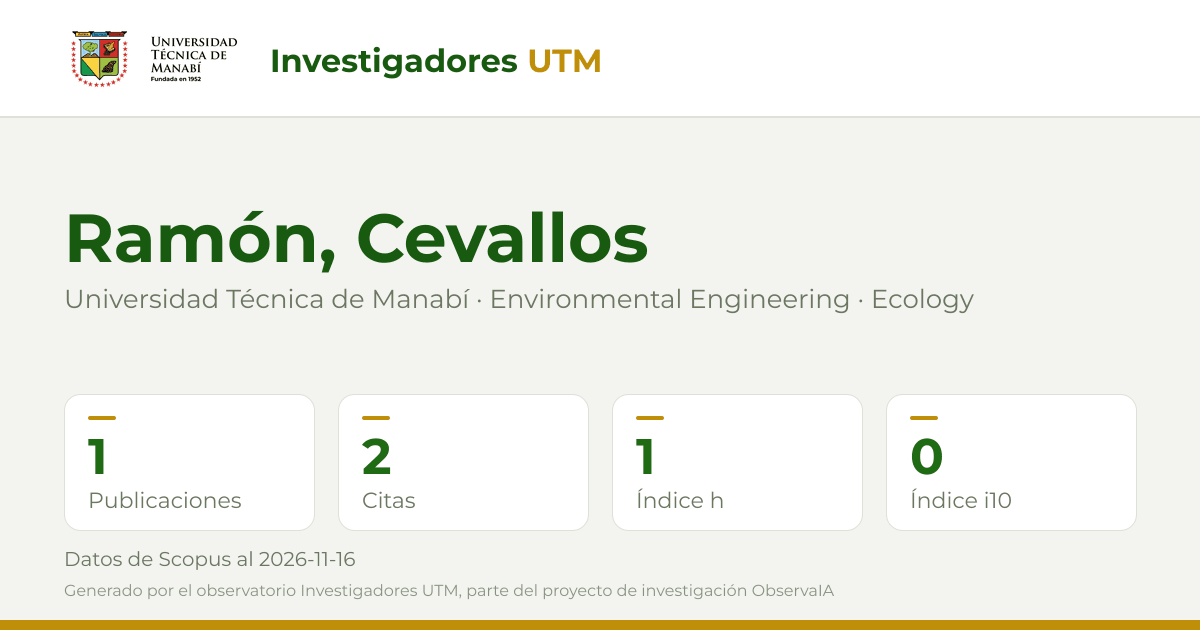 UNIVERSIDAD
TÉCNICA DE
MANABÍ
Fundada en 1952
Investigadores UTM
Ramón, Cevallos
Universidad Técnica de Manabí · Environmental Engineering · Ecology
1
Publicaciones
2
Citas
1
Índice h
0
Índice i10
Datos de Scopus al 2026-11-16
Generado por el observatorio Investigadores UTM, parte del proyecto de investigación ObservaIA